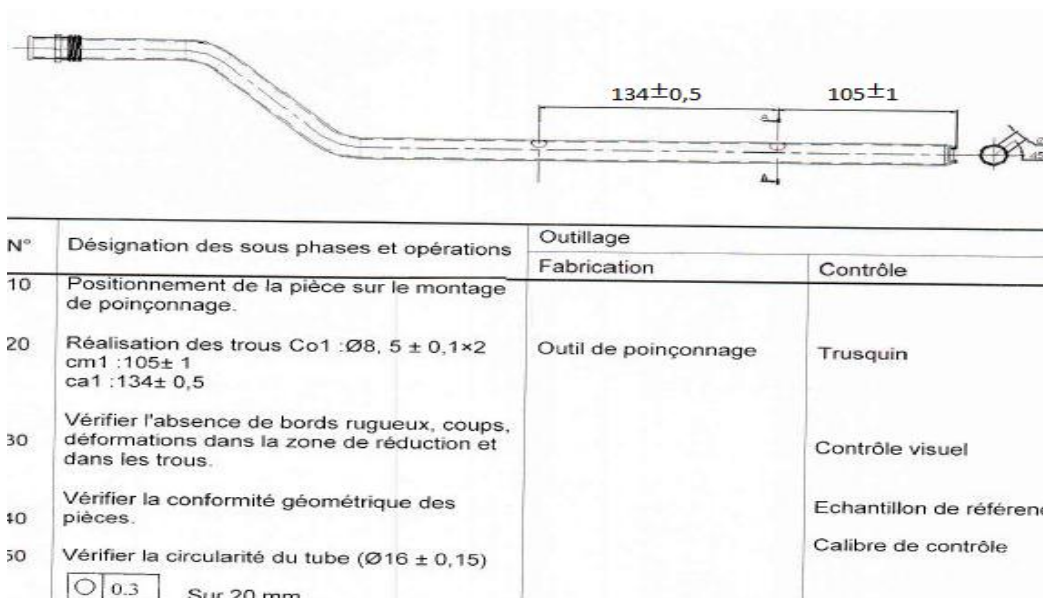 134±0,5
105±1
N°
Désignation des sous phases et opérations
Outillage
Fabrication
Contrôle
10
Positionnement de la pièce sur le montage
de poinçonnage.
20
Réalisation des trous Co1 :Ø8, 5 ± 0,1×2
Outil de poinçonnage
Trusquin
cm1 :105± 1
ca1 :134± 0,5
Vérifier l'absence de bords rugueux, coups,
30
déformations dans la zone de réduction et
dans les trous.
Contrôle visuel
Vérifier la conformité géométrique des
40
pièces.
Echantillon de référenc
50
Vérifier la circularité du tube (Ø16 ± 0,15)
Calibre de contrôle
0.3
Sur 20 mm